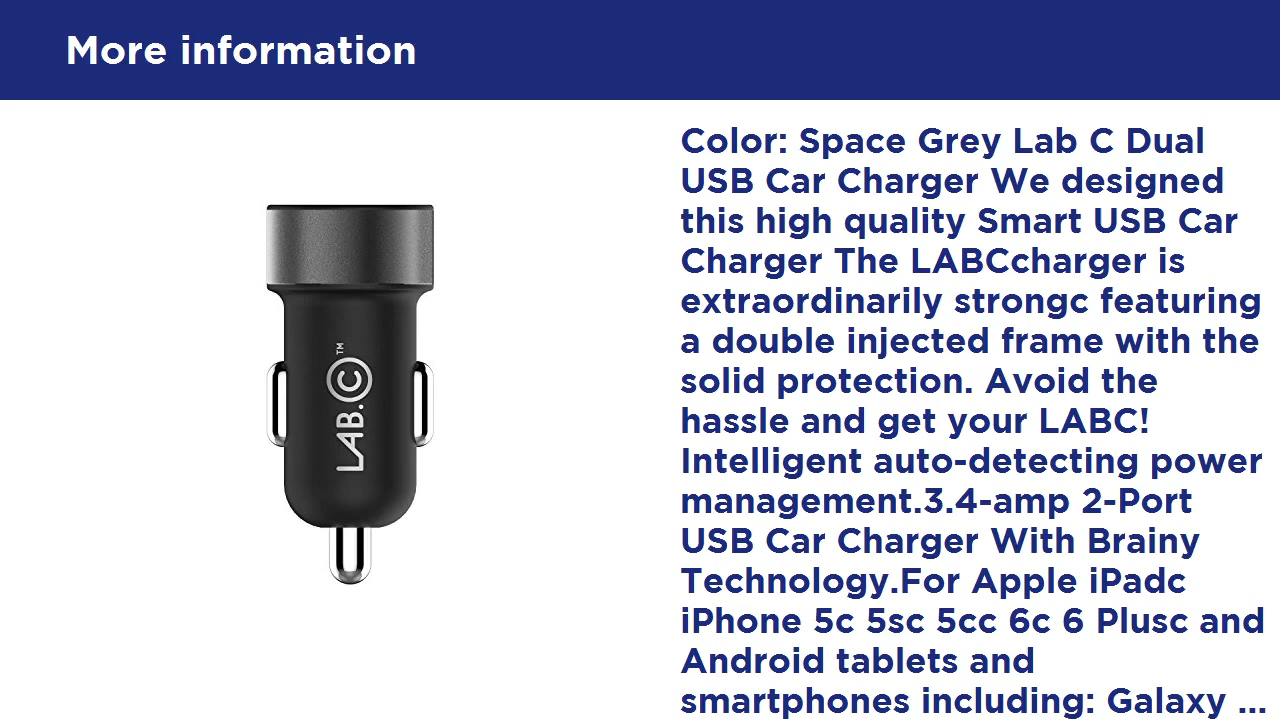 More information
Color: Space Grey Lab C Dual
USB Car Charger We designed
this high quality Smart USB Car
Charger The LABCcharger is
extraordinarily strongc featuring
a double injected frame with the
solid protection. Avoid the
hassle and get your LABC!
Intelligent auto-detecting power
management.3.4-amp 2-Port
USB Car Charger With Brainy
Technology.For Apple iPadc
iPhone 5c 5sc 5cc 6c 6 Plusc and
Android tablets and
smartphones including: Galaxy ...
LAB.C™